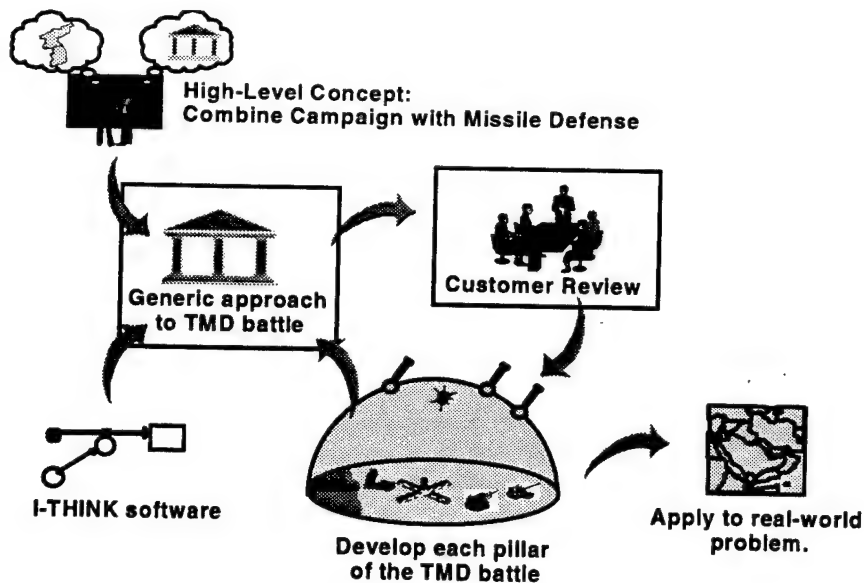 High-Level Concept:
Combine Campaign with Missile Defense
Generic approach
to TMD battle
Customer Review
I-THINK software
Develop each pillar
of the TMD battle
Apply to real-world
problem.